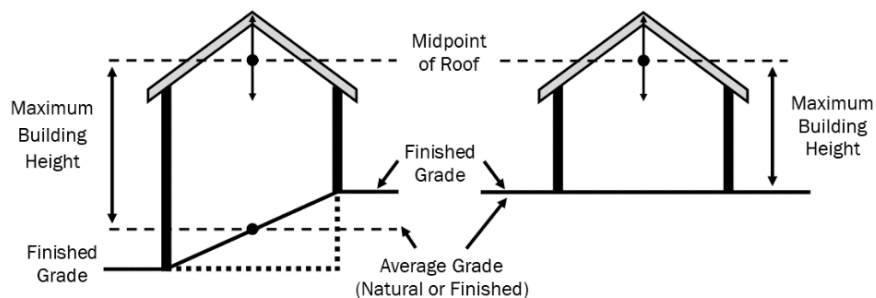 Midpoint
of Roof
Maximum
Building
Height
Maximum
Building
Height
Finished
Grade
Finished
Grade
Average Grade
(Natural or Finished)